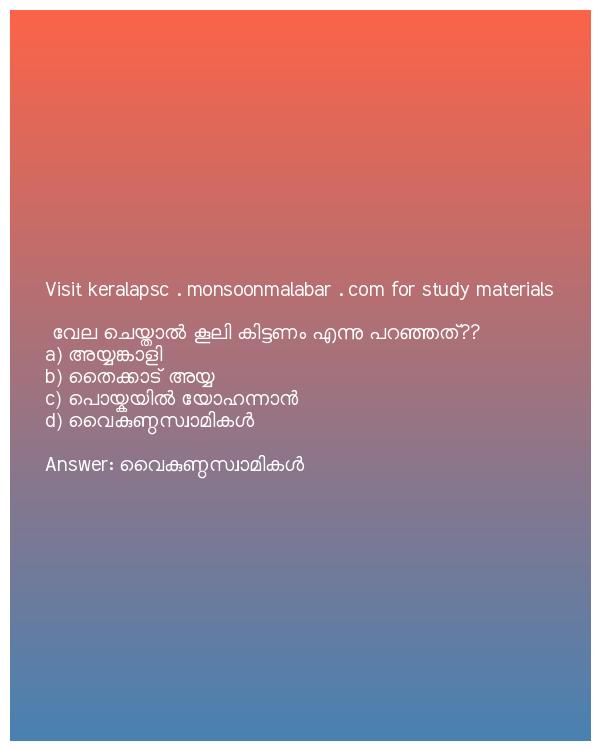 Visit keralapsc . monsoonmalabar . com for study materials
വേല ചെയ്താൽ കൂലി കിട്ടണം എന്നു പറഞ്ഞത്??
a) അയ്യങ്കാളി
b) തൈക്കാട് അയ്യ
c) പൊയ്കയിൽ യോഹന്നാൻ
d) വൈകുണ്ഠസ്വാമികൾ
Answer: വൈകുണ്ഠസ്വാമികൾ